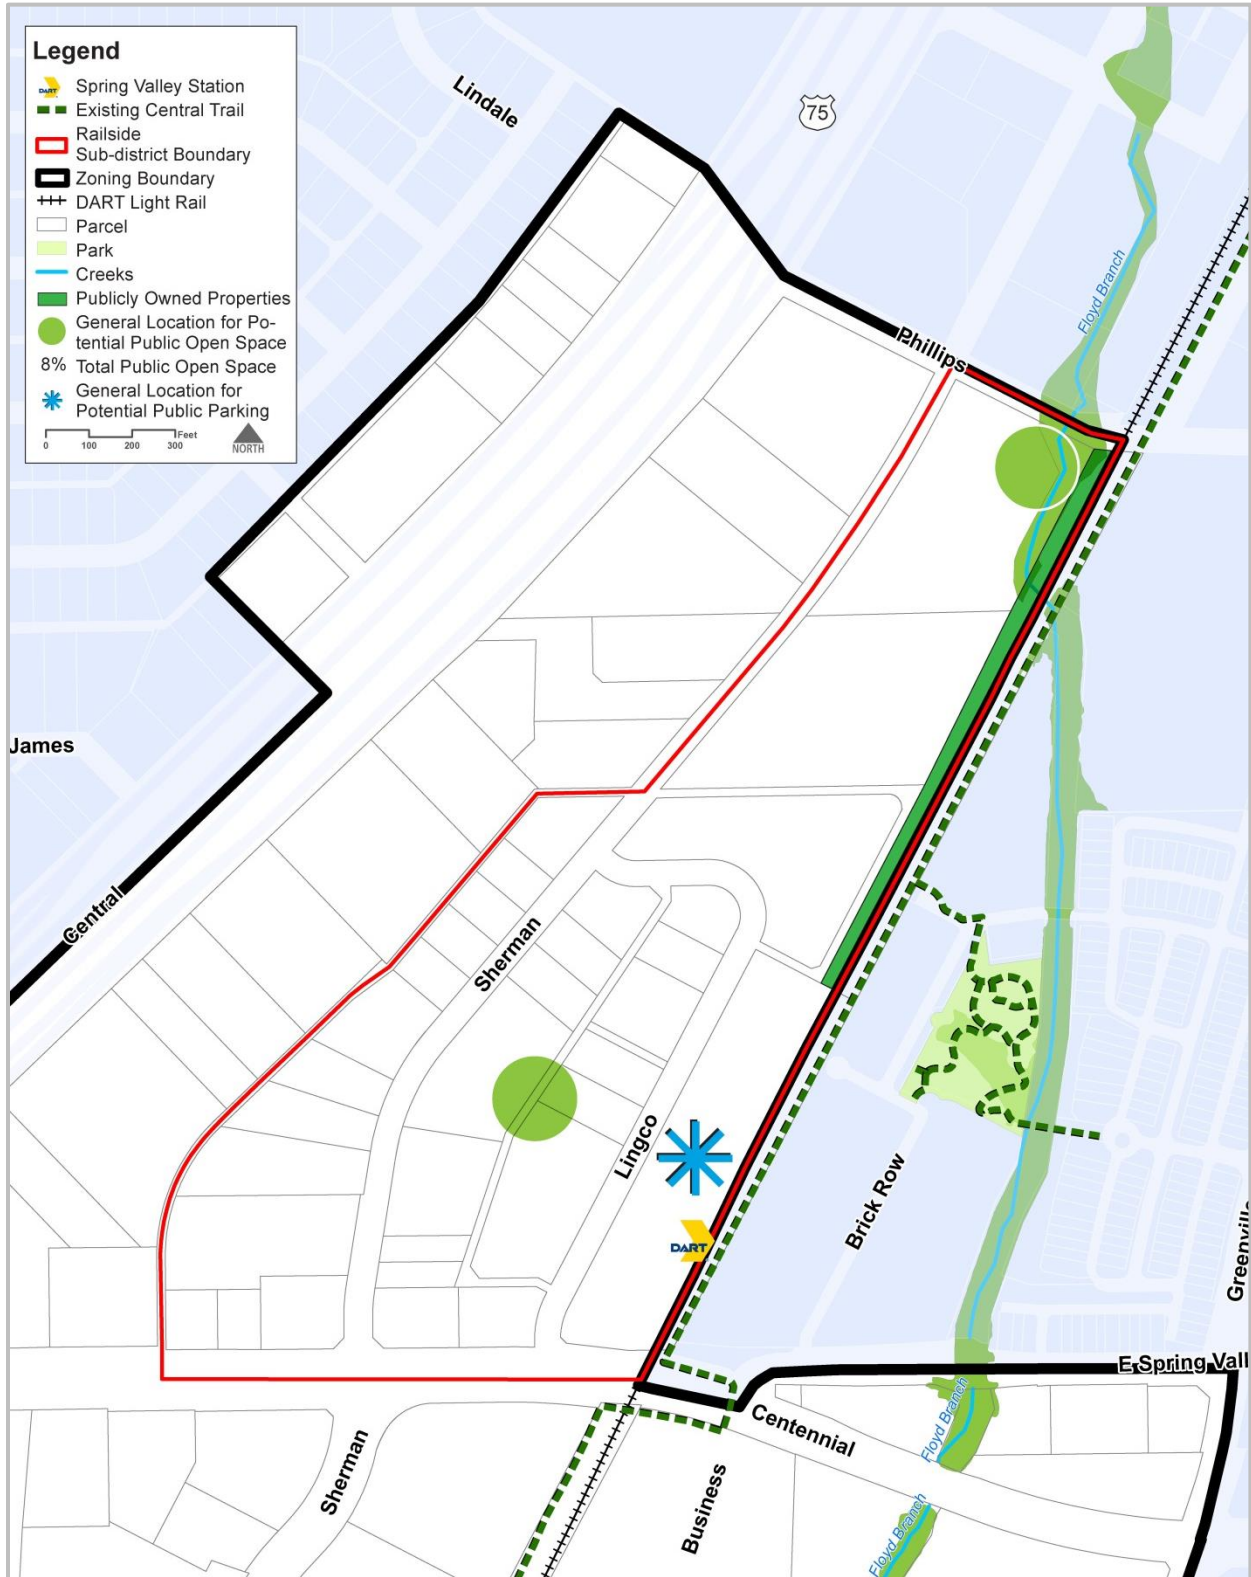 Legend
DART
Spring Valley Station
Existing Central Trail
Railside
Sub-district Boundary
Zoning Boundary
DART Light Rail
Parcel
Park
Creeks
Publicly Owned Properties
General Location for Po-
tential Public Open Space
8% Total Public Open Space
General Location for
Potential Public Parking
Feet
0 100 200 300
NORTH
Lindale
75
Floyd Branch
Phillips
James
Central
Sherman
Lingco
DART
Brick Row
Greenville
E Spring Vall
Centennial
Floyd Branch
Sherman
Business
Floyd Branch